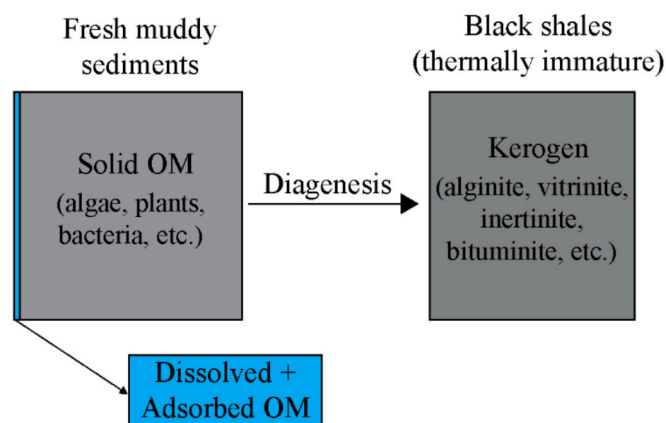 Fresh muddy
sediments
Black shales
(thermally immature)
Solid OM
(algae, plants,
bacteria, etc.)
Diagenesis
Kerogen
(alginite, vitrinite,
inertinite,
bituminite, etc.)
Dissolved +
Adsorbed OM